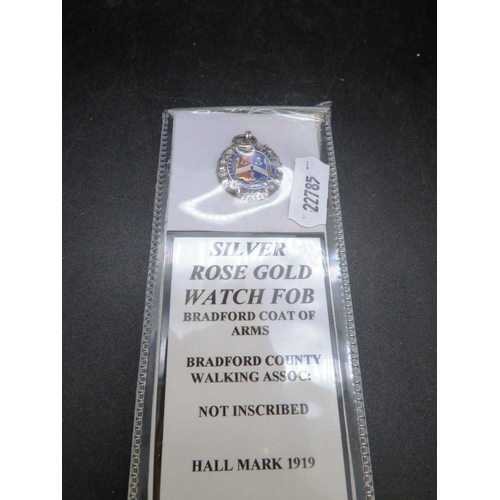 22785
SILVER
ROSE GOLD
WATCH FOB
BRADFORD COAT OF
ARMS
BRADFORD COUNTY
WALKING ASSOC:
NOT INSCRIBED
HALL MARK 1919